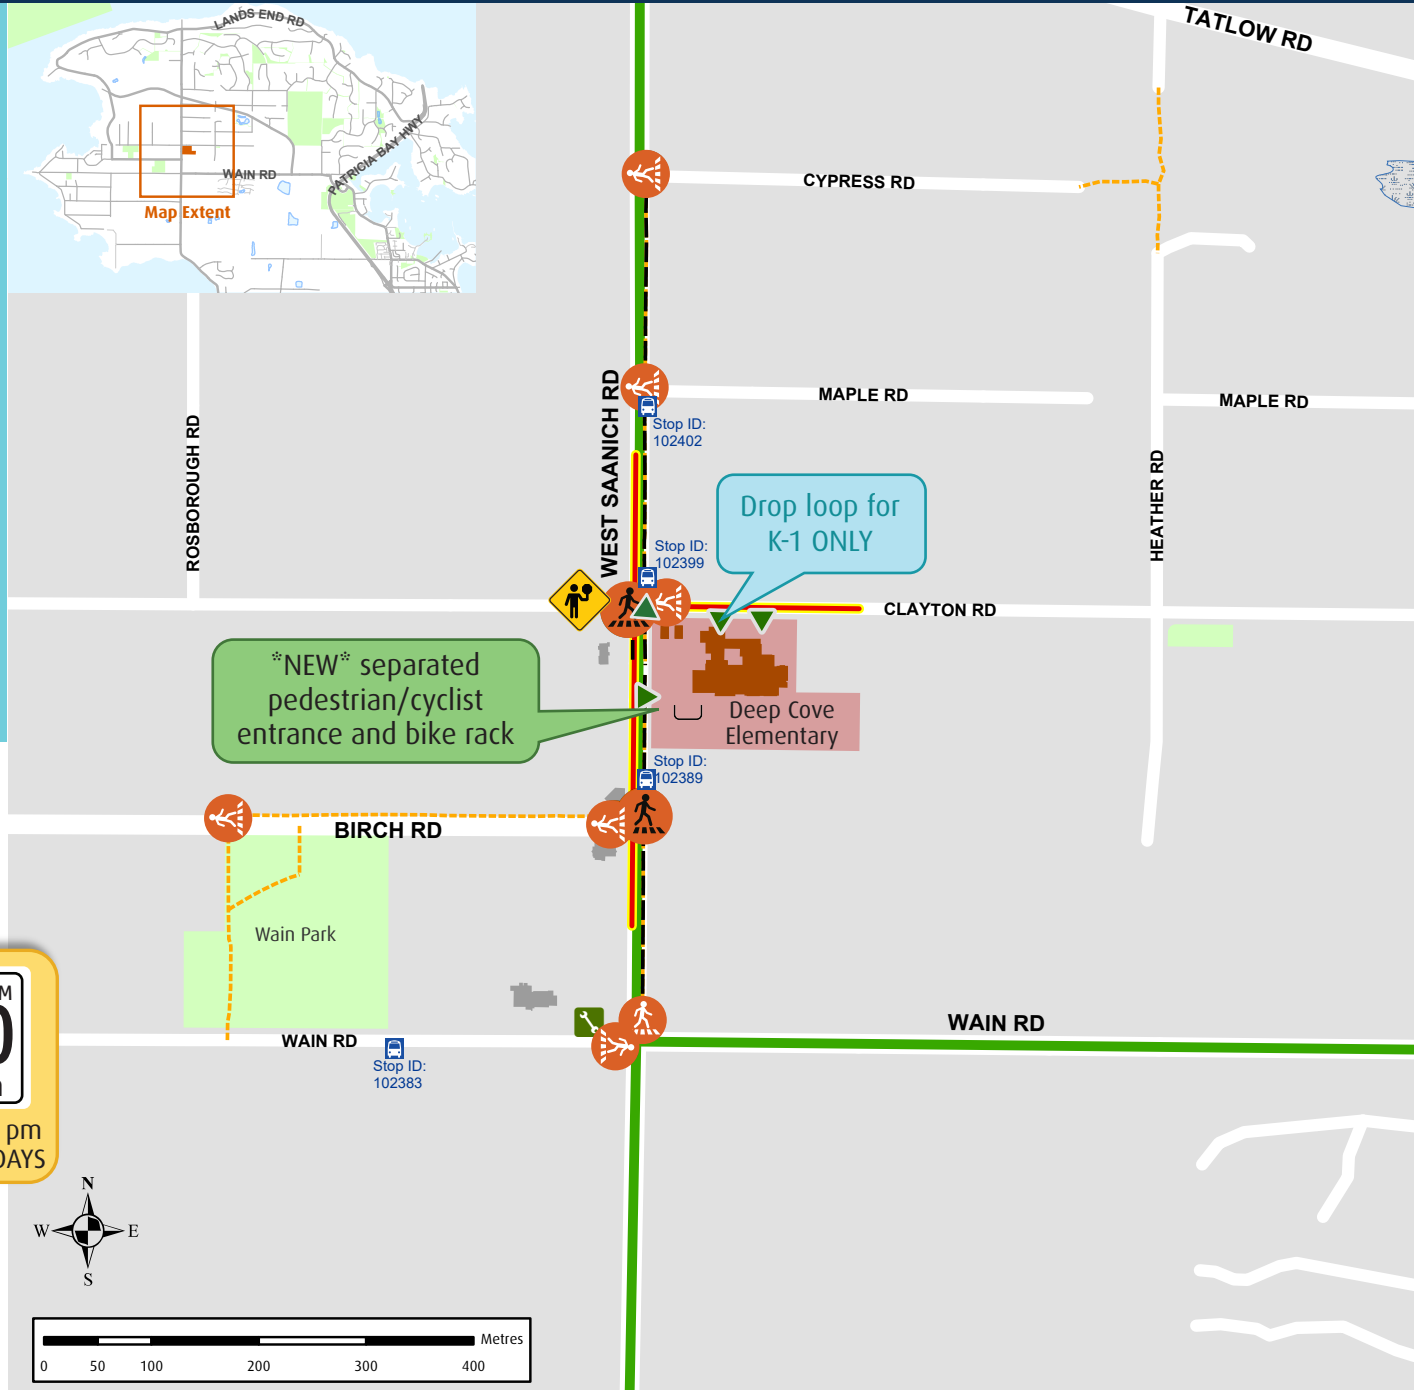 LANDS END RD
PATRICIA BAY HWY
WAIN RD
Map Extent
TATLOW RD
CYPRESS RD
MAPLE RD
MAPLE RD
WEST SAANICH RD
ROSBOROUGH RD
HEATHER RD
Stop ID:
102402
Drop loop for
K-1 ONLY
Stop ID:
102399
CLAYTON RD
*NEW* separated
pedestrian/cyclist
entrance and bike rack
Deep Cove
Elementary
Stop ID:
102389
BIRCH RD
Wain Park
WAIN RD
WAIN RD
Stop ID:
102383
M
0
pm
DAYS
N
W E
S
Metres
0 50 100 200 300 400